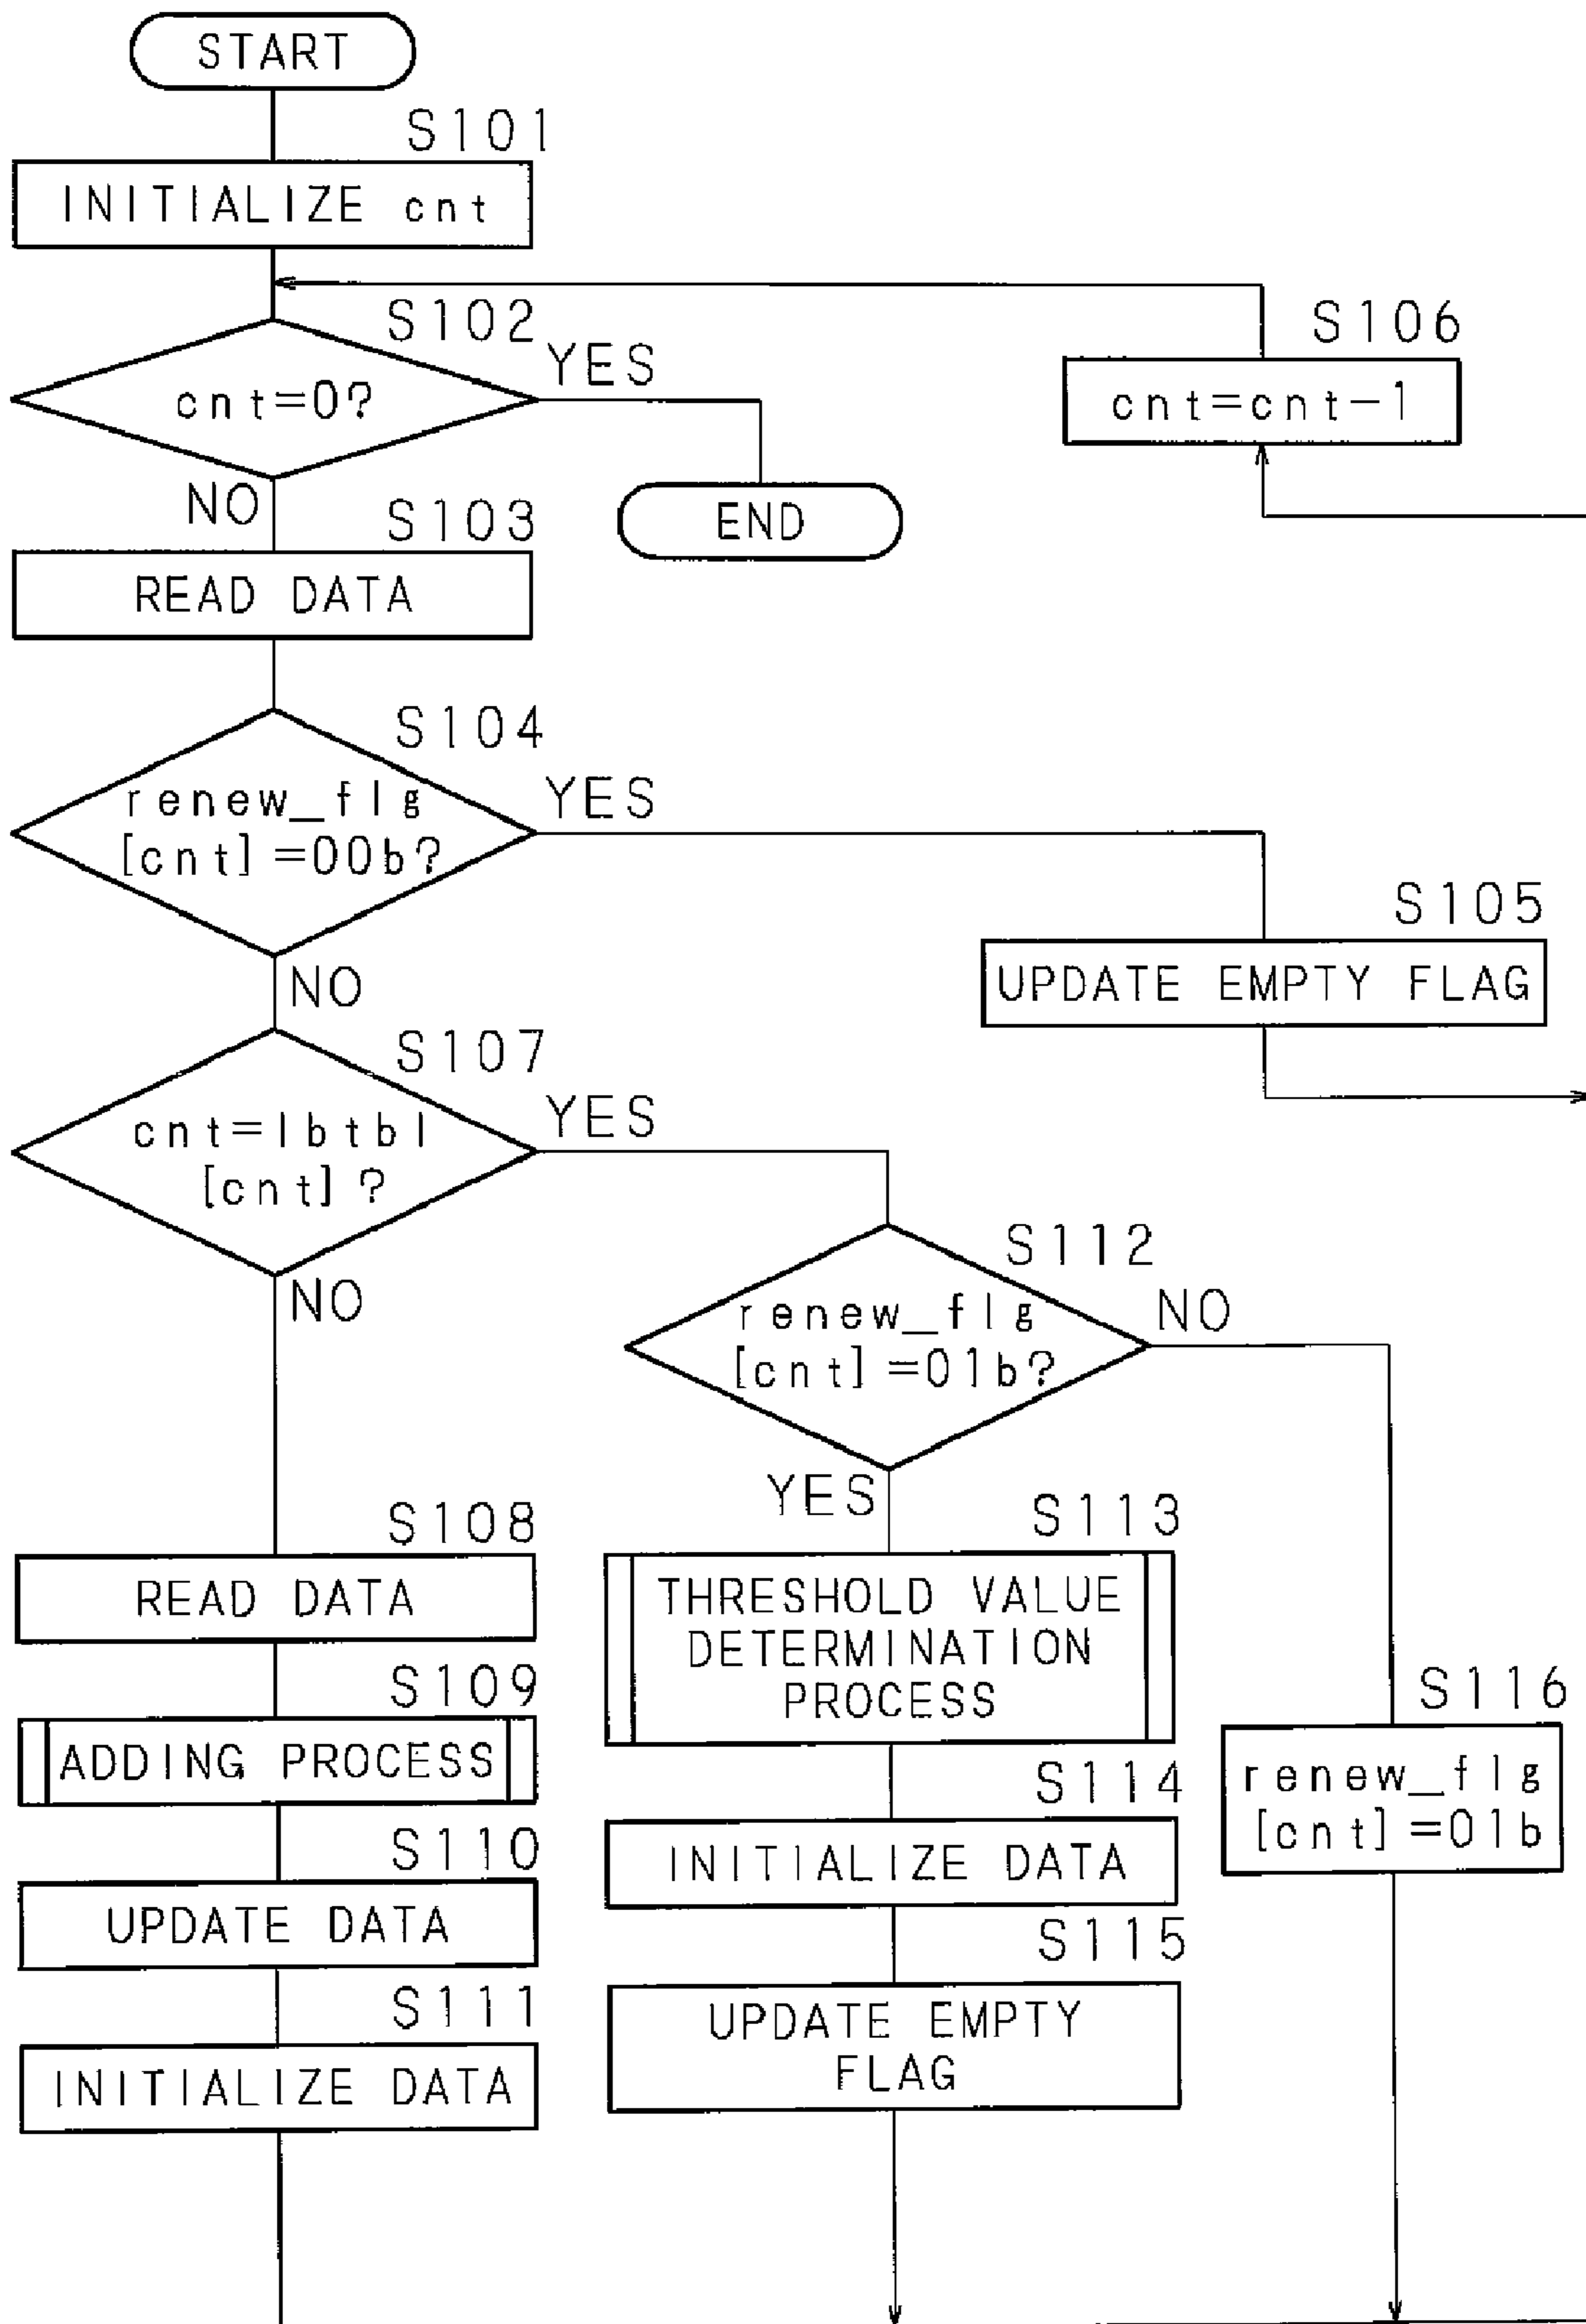 START
S101
INITIALIZE cnt
S102
cnt=0?
YES
NO
END
S106
cnt=cnt-1
S103
READ DATA
S104
renew_flg
[cnt]=00b?
YES
NO
S105
UPDATE EMPTY FLAG
S107
cnt=lbtbl
[cnt]?
YES
NO
S112
renew_flg
[cnt]=01b?
NO
YES
S108
READ DATA
S109
ADDING PROCESS
S110
UPDATE DATA
S111
INITIALIZE DATA
S113
THRESHOLD VALUE
DETERMINATION
PROCESS
S114
INITIALIZE DATA
S115
UPDATE EMPTY
FLAG
S116
renew_flg
[cnt]=01b